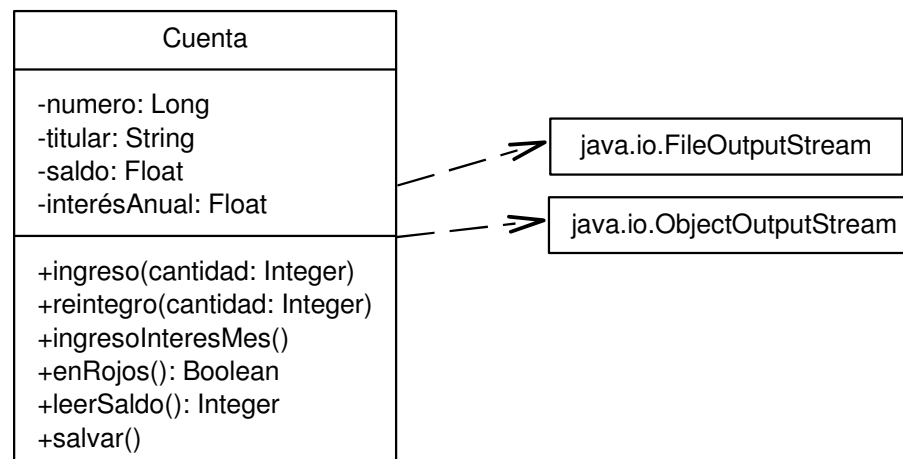 Cuenta
-numero: Long
-titular: String
-saldo: Float
-interésAnual: Float
+ingreso(cantidad: Integer)
+reintegro(cantidad: Integer)
+ingresoInteresMes()
+enRojos(): Boolean
+leerSaldo(): Integer
+salvar()
java.io.FileOutputStream
java.io.ObjectOutputStream